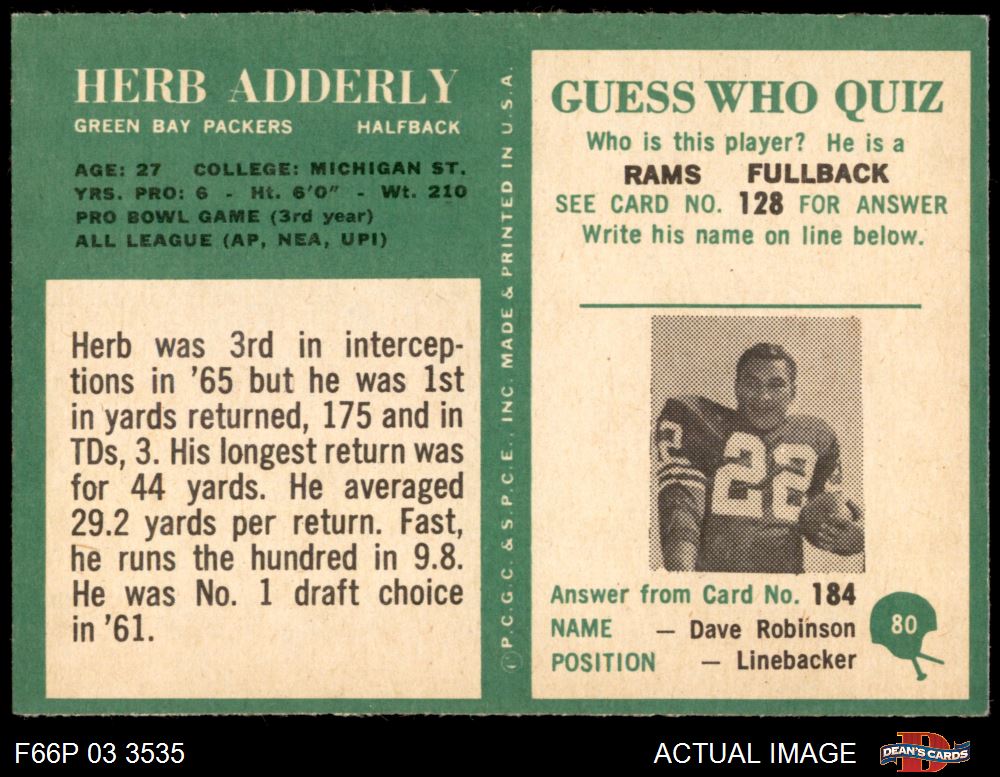 HERB ADDERLY
GREEN BAY PACKERS HALFBACK
AGE: 27 COLLEGE: MICHIGAN ST.
YRS. PRO: 6 - Ht. 6'0" - Wt. 210
PRO BOWL GAME (3rd year)
ALL LEAGUE (AP, NEA, UPI)
Herb was 3rd in intercep-
tions in '65 but he was 1st
in yards returned, 175 and in
TDs, 3. His longest return was
for 44 yards. He averaged
29.2 yards per return. Fast,
he runs the hundred in 9.8.
He was No. 1 draft choice
in '61.
Ⓒ P.C.G.C. & S.P.C.E., INC. MADE & PRINTED IN U.S.A.
GUESS WHO QUIZ
Who is this player? He is a
RAMS FULLBACK
SEE CARD NO. 128 FOR ANSWER
Write his name on line below.
22
22
Answer from Card No. 184
NAME — Dave Robinson
POSITION — Linebacker
80
F66P 03 3535
ACTUAL IMAGE
D
DEAN'S CARDS